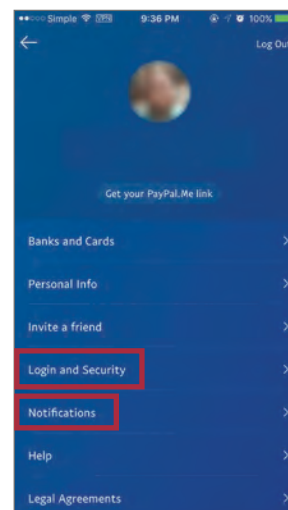 Simple VPN 9:36 PM 100%
Log Out
Get your PayPal.Me link
Banks and Cards
Personal Info
Invite a friend
Login and Security
Notifications
Help
Legal Agreements